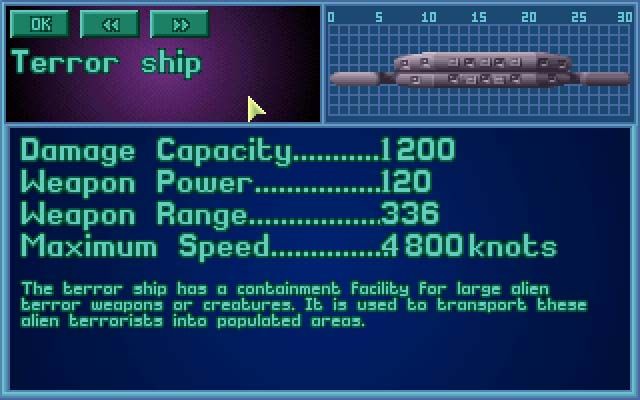 OK
0 5 10 15 20 25 30
Terror ship
Damage Capacity...........1200
Weapon Power................120
Weapon Range................336
Maximum Speed..............4800knots
The terror ship has a containment facility for large alien
terror weapons or creatures. It is used to transport these
alien terrorists into populated areas.